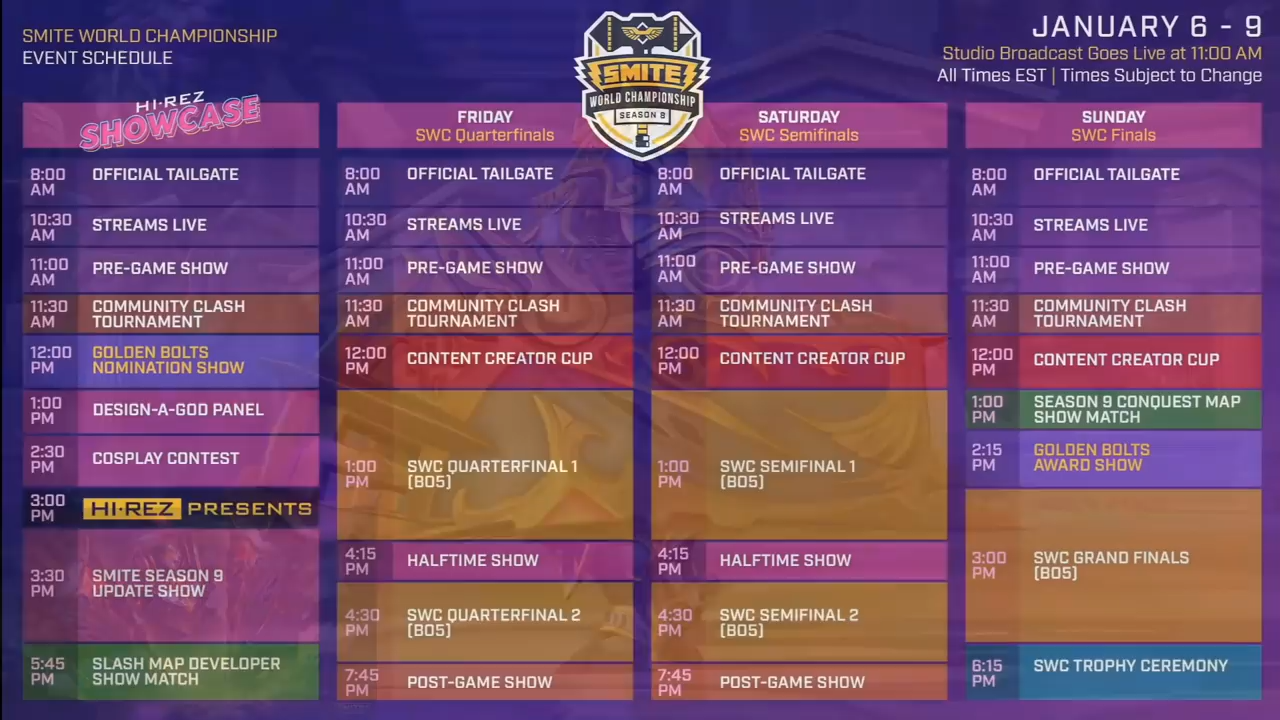 SMITE WORLD CHAMPIONSHIP
EVENT SCHEDULE
SMITE
WORLD CHAMPIONSHIP
SEASON 8
JANUARY 6 - 9
Studio Broadcast Goes Live at 11:00 AM
All Times EST | Times Subject to Change
HI-REZ
SHOWCASE
8:00
AM
OFFICIAL TAILGATE
10:30
AM
STREAMS LIVE
11:00
AM
PRE-GAME SHOW
11:30
AM
COMMUNITY CLASH
TOURNAMENT
12:00
PM
GOLDEN BOLTS
NOMINATION SHOW
1:00
PM
DESIGN-A-GOD PANEL
2:30
PM
COSPLAY CONTEST
3:00
PM
HI-REZ PRESENTS
3:30
PM
SMITE SEASON 9
UPDATE SHOW
5:45
PM
SLASH MAP DEVELOPER
SHOW MATCH
FRIDAY
SWC Quarterfinals
8:00
AM
OFFICIAL TAILGATE
10:30
AM
STREAMS LIVE
11:00
AM
PRE-GAME SHOW
11:30
AM
COMMUNITY CLASH
TOURNAMENT
12:00
PM
CONTENT CREATOR CUP
1:00
PM
SWC QUARTERFINAL 1
[BO5]
4:15
PM
HALFTIME SHOW
4:30
PM
SWC QUARTERFINAL 2
[BO5]
7:45
PM
POST-GAME SHOW
SATURDAY
SWC Semifinals
8:00
AM
OFFICIAL TAILGATE
10:30
AM
STREAMS LIVE
11:00
AM
PRE-GAME SHOW
11:30
AM
COMMUNITY CLASH
TOURNAMENT
12:00
PM
CONTENT CREATOR CUP
1:00
PM
SWC SEMIFINAL 1
[BO5]
4:15
PM
HALFTIME SHOW
4:30
PM
SWC SEMIFINAL 2
[BO5]
7:45
PM
POST-GAME SHOW
SUNDAY
SWC Finals
8:00
AM
OFFICIAL TAILGATE
10:30
AM
STREAMS LIVE
11:00
AM
PRE-GAME SHOW
11:30
AM
COMMUNITY CLASH
TOURNAMENT
12:00
PM
CONTENT CREATOR CUP
1:00
PM
SEASON 9 CONQUEST MAP
SHOW MATCH
2:15
PM
GOLDEN BOLTS
AWARD SHOW
3:00
PM
SWC GRAND FINALS
[BO5]
6:15
PM
SWC TROPHY CEREMONY